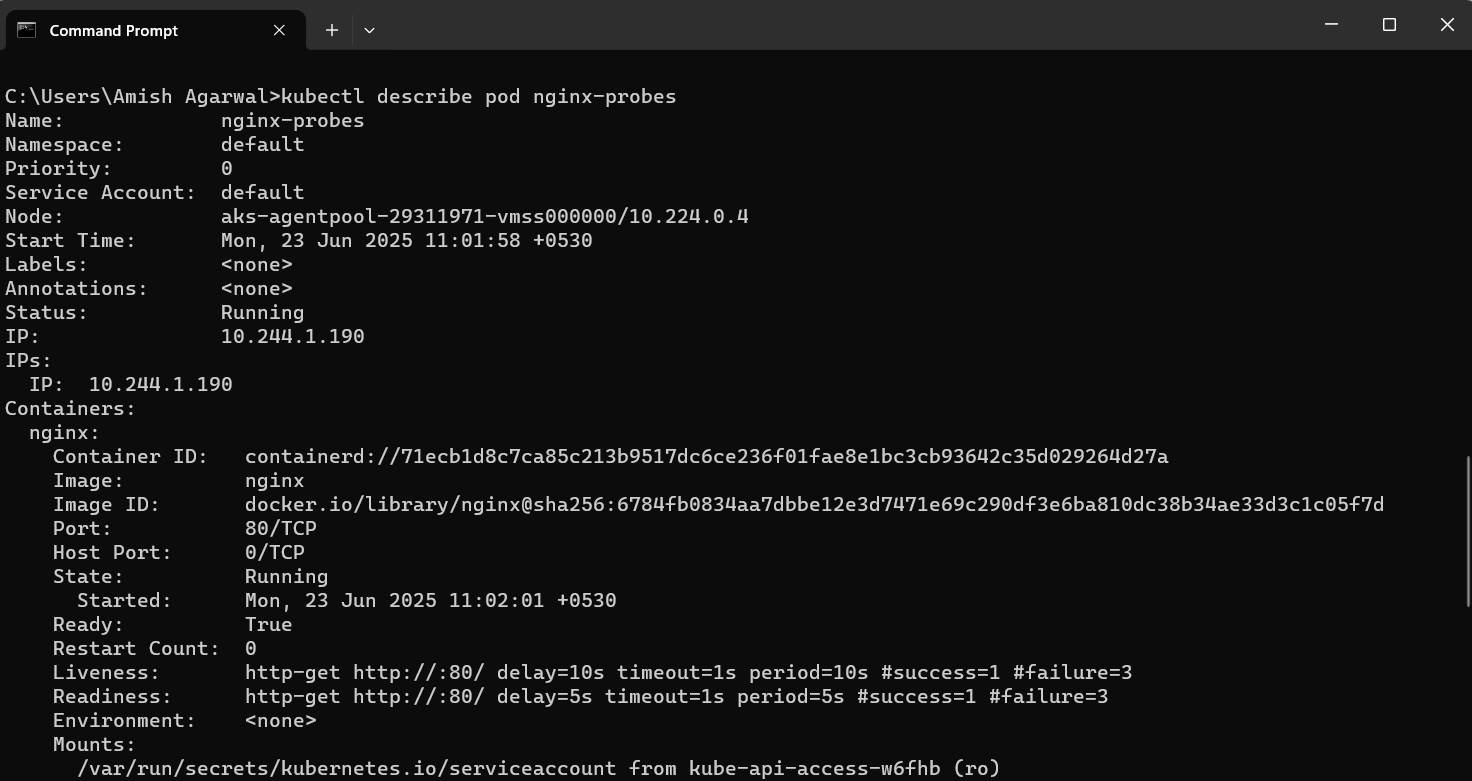 Command Prompt
C:\Users\Amish Agarwal>kubectl describe pod nginx-probes
Name:             nginx-probes
Namespace:        default
Priority:         0
Service Account:  default
Node:             aks-agentpool-29311971-vmss000000/10.224.0.4
Start Time:       Mon, 23 Jun 2025 11:01:58 +0530
Labels:           <none>
Annotations:      <none>
Status:           Running
IP:               10.244.1.190
IPs:
  IP:  10.244.1.190
Containers:
  nginx:
    Container ID:   containerd://71ecb1d8c7ca85c213b9517dc6ce236f01fae8e1bc3cb93642c35d029264d27a
    Image:          nginx
    Image ID:       docker.io/library/nginx@sha256:6784fb0834aa7dbbe12e3d7471e69c290df3e6ba810dc38b34ae33d3c1c05f7d
    Port:           80/TCP
    Host Port:      0/TCP
    State:          Running
      Started:      Mon, 23 Jun 2025 11:02:01 +0530
    Ready:          True
    Restart Count:  0
    Liveness:       http-get http://:80/ delay=10s timeout=1s period=10s #success=1 #failure=3
    Readiness:      http-get http://:80/ delay=5s timeout=1s period=5s #success=1 #failure=3
    Environment:    <none>
    Mounts:
      /var/run/secrets/kubernetes.io/serviceaccount from kube-api-access-w6fhb (ro)